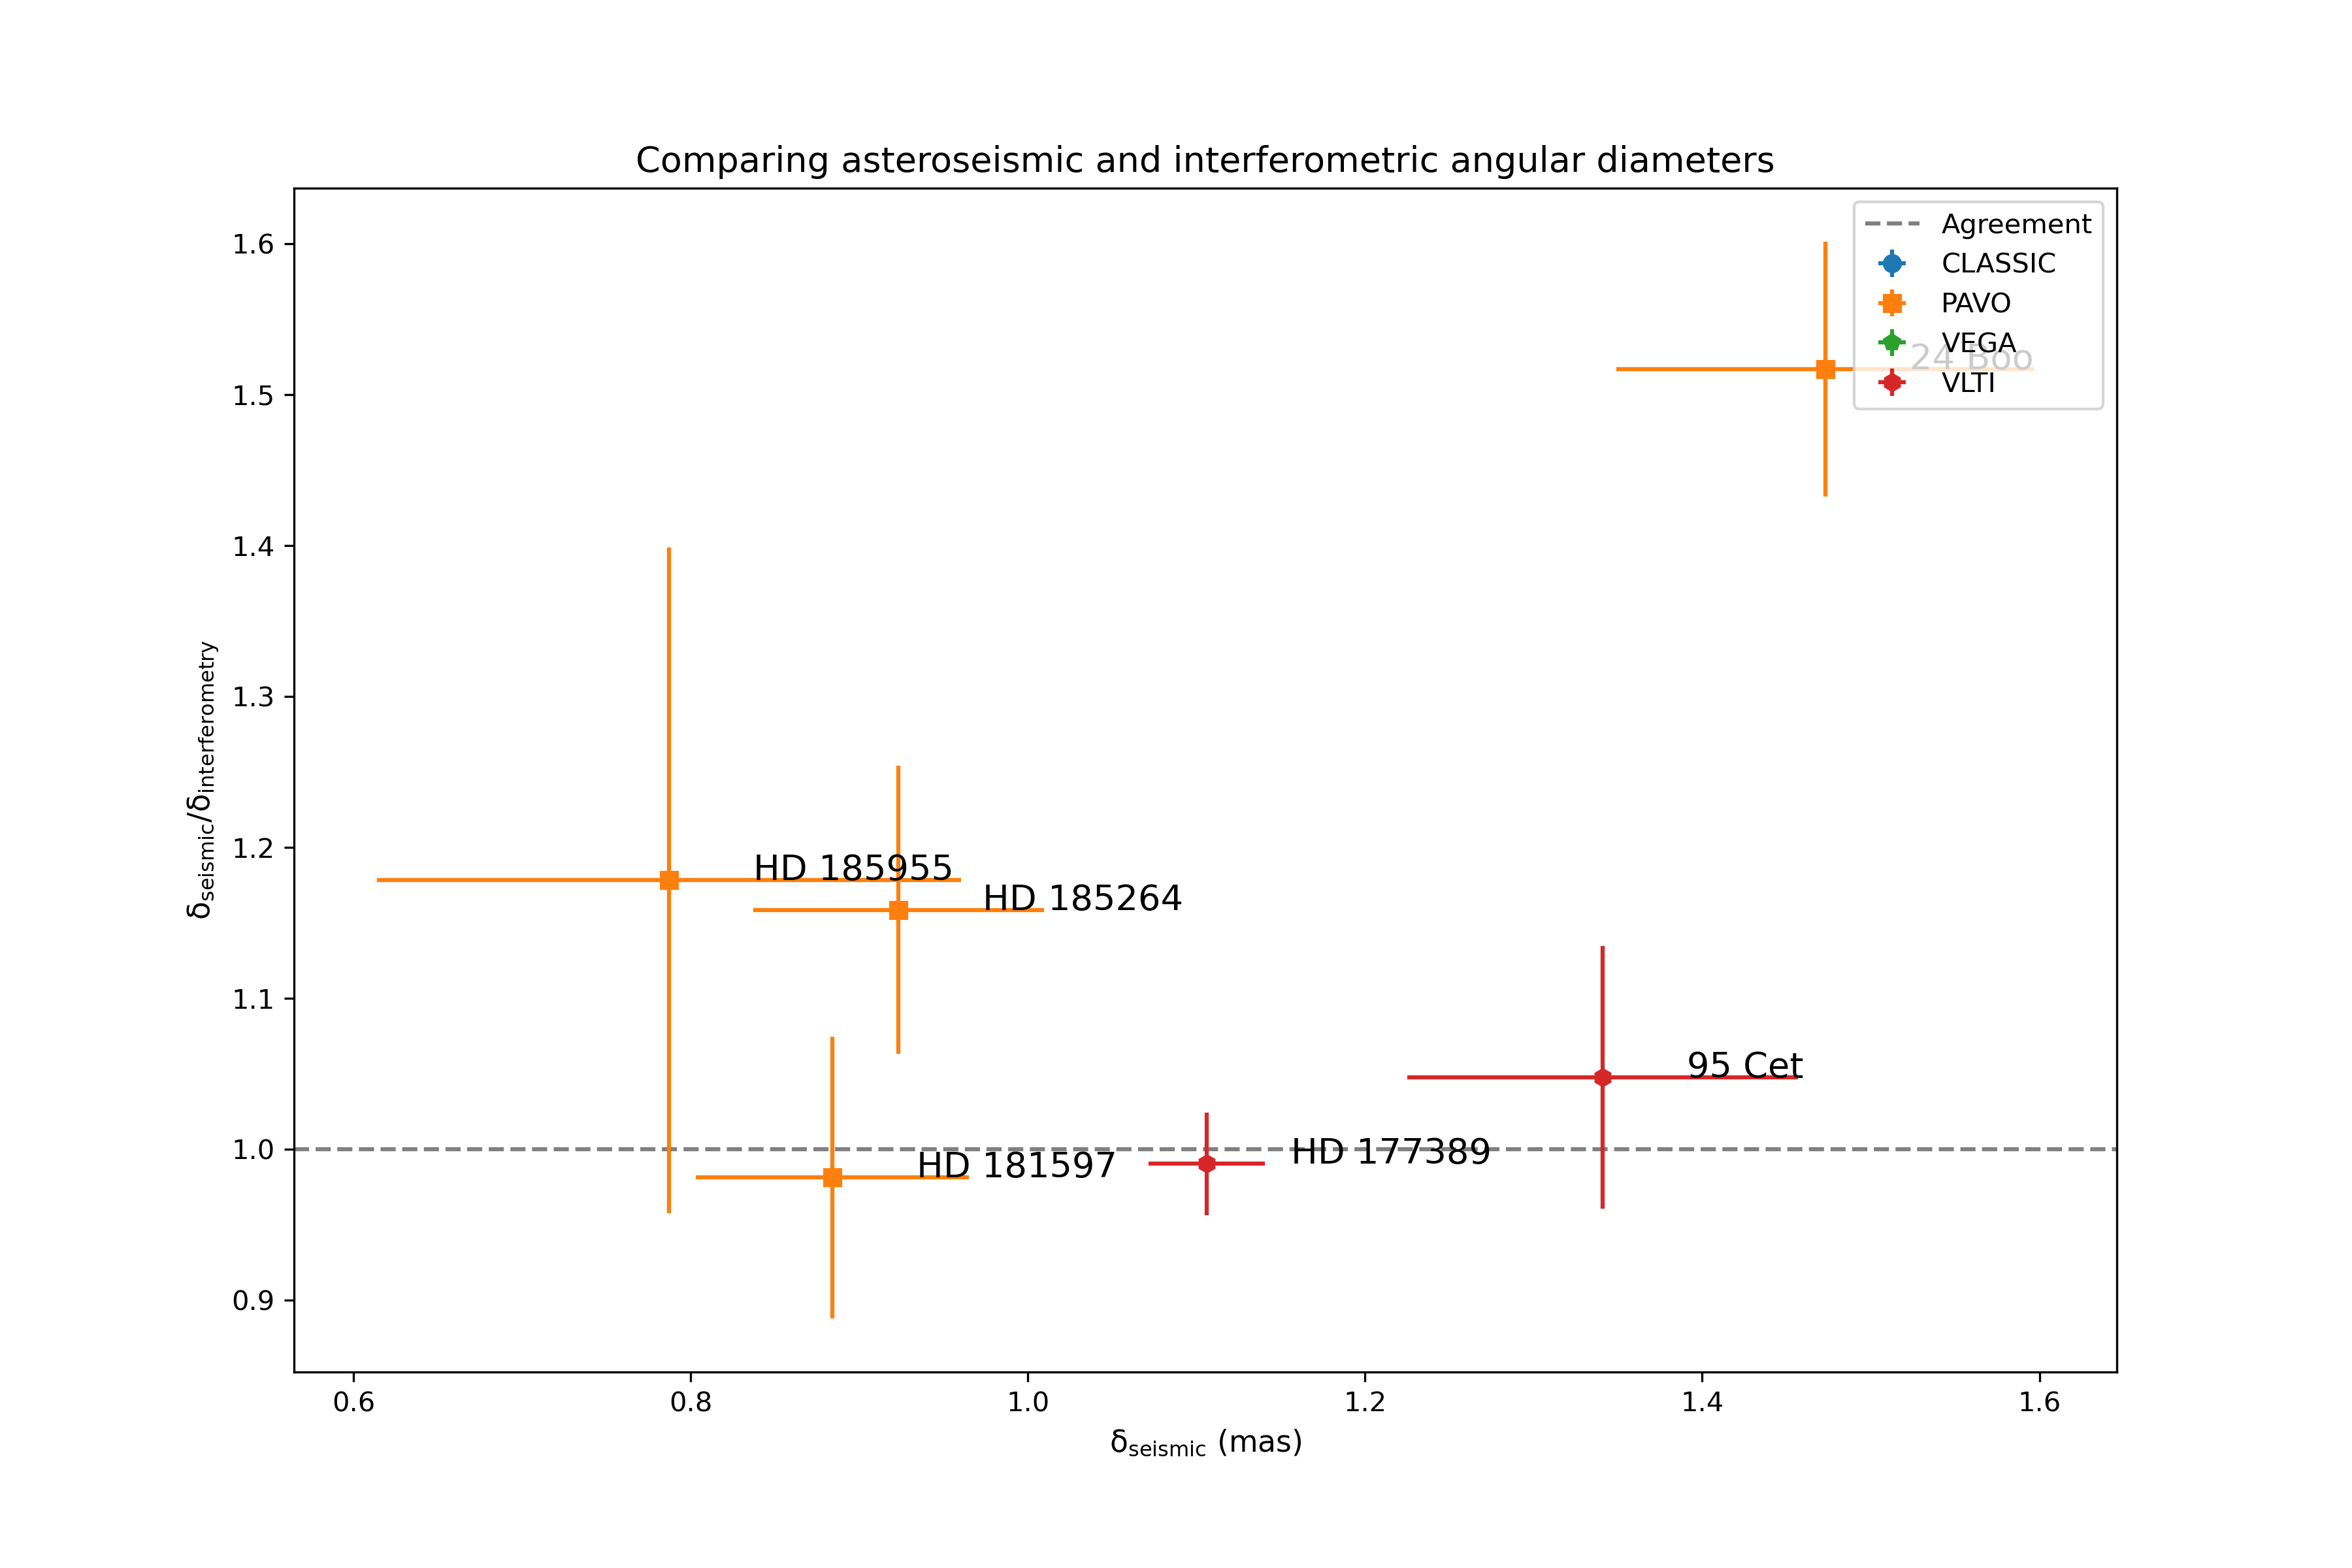 Comparing asteroseismic and interferometric angular diameters
1.6
1.5
1.4
1.3
1.2
1.1
1.0
0.9
δseismic/δinterferometry
Agreement
CLASSIC
PAVO
VEGA
24 Boo
VLTI
HD 185955
HD 185264
95 Cet
HD 177389
HD 181597
0.6 0.8 1.0 1.2 1.4 1.6
δseismic (mas)